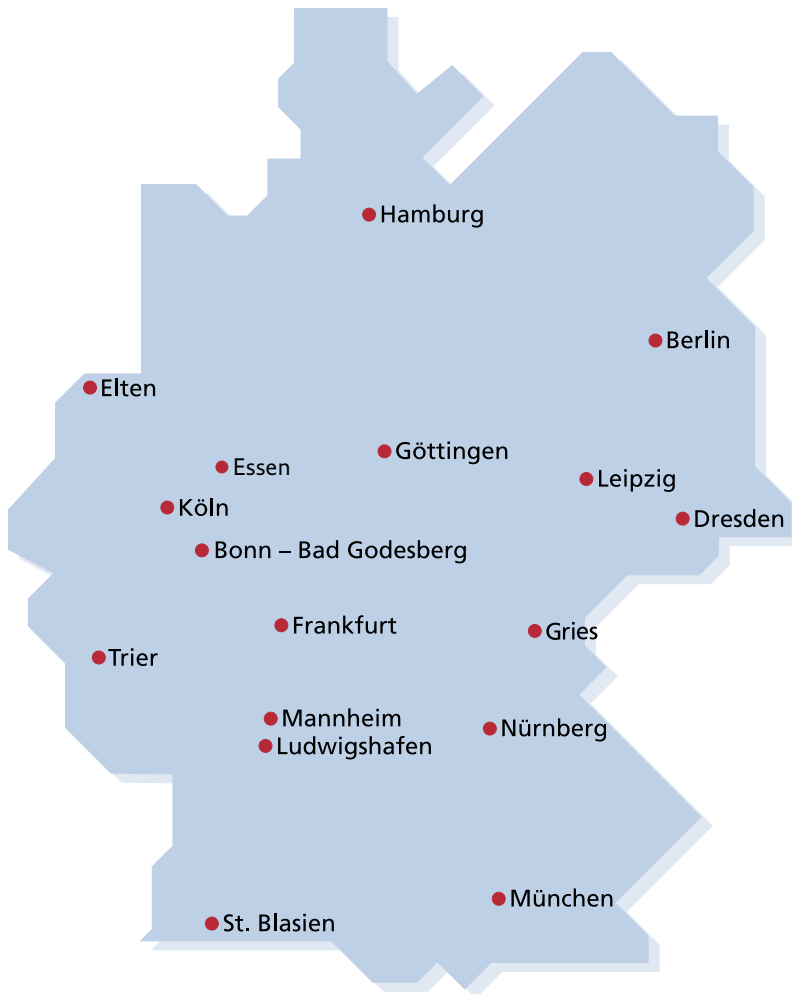 Hamburg
Berlin
Elten
Göttingen
Essen
Leipzig
Köln
Dresden
Bonn – Bad Godesberg
Frankfurt
Gries
Trier
Mannheim
Nürnberg
Ludwigshafen
München
St. Blasien